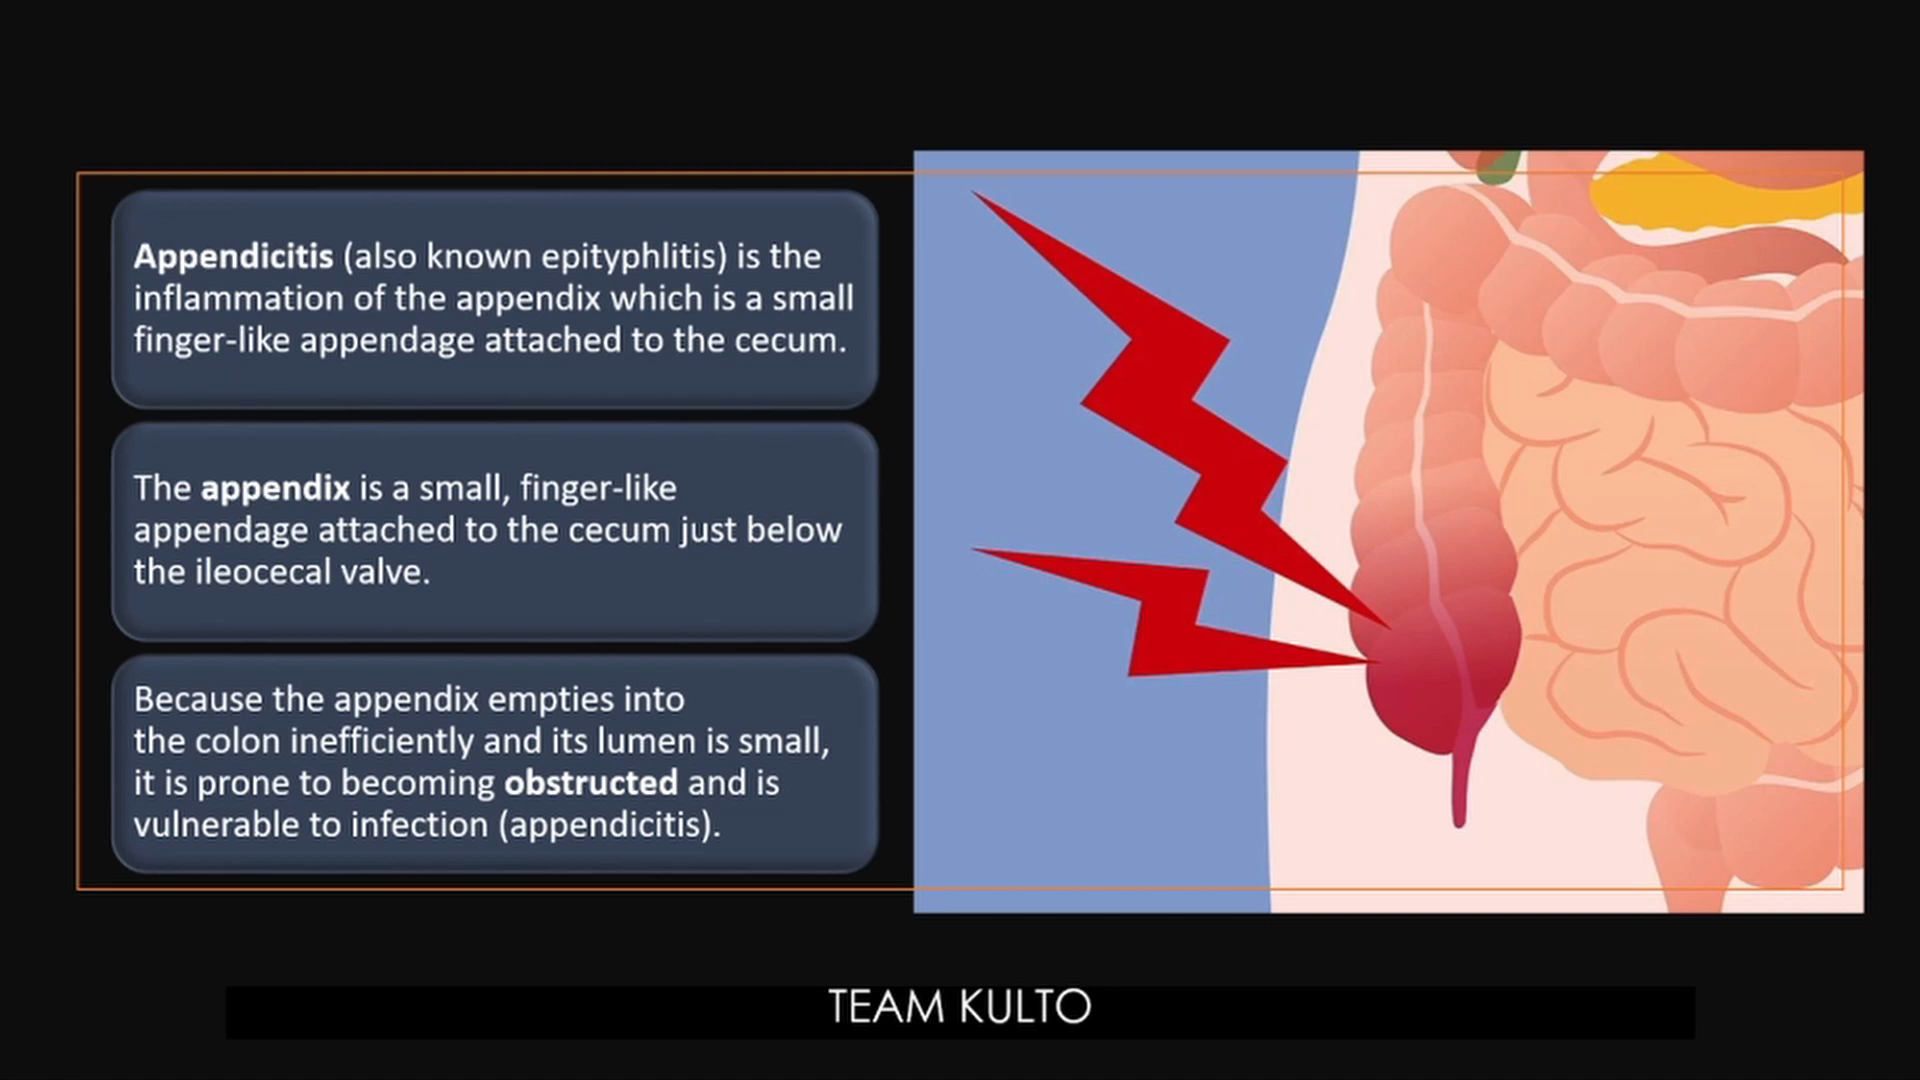 Appendicitis (also known epityphlitis) is the
inflammation of the appendix which is a small
finger-like appendage attached to the cecum.
The appendix is a small, finger-like
appendage attached to the cecum just below
the ileocecal valve.
Because the appendix empties into
the colon inefficiently and its lumen is small,
it is prone to becoming obstructed and is
vulnerable to infection (appendicitis).
TEAM KULTO